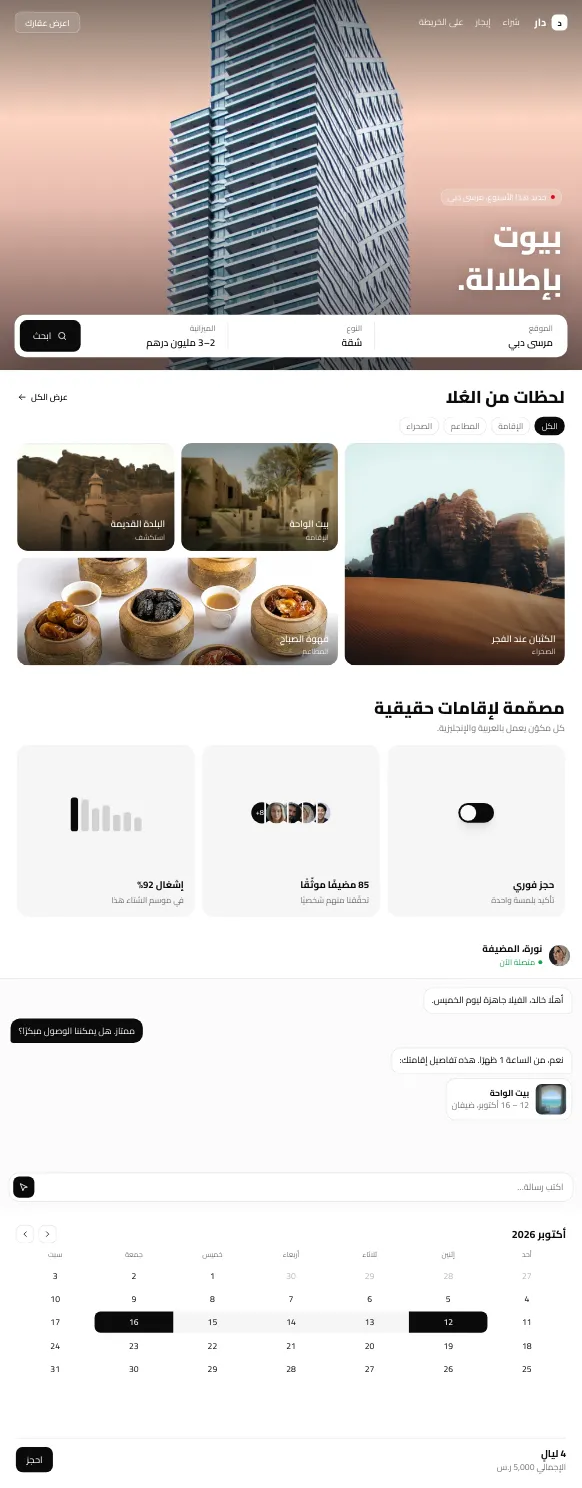 د دار شراء إيجار على الخريطة اعرض عقارك
جديد هذا الأسبوع، مرسى دبي
بيوت
بإطلالة.
الموقع النوع الميزانية
مرسى دبي شقة 2–3 مليون درهم ابحث
لحظات من العُلا عرض الكل
الكل الإقامة المطاعم الصحراء
بيت الواحة
الإقامة
البلدة القديمة
استكشف
الكثبان عند الفجر
الصحراء
قهوة الصباح
المطاعم
مصمّمة لإقامات حقيقية
كل مكوّن يعمل بالعربية والإنجليزية.
+8
حجز فوري
تأكيد بلمسة واحدة
85 مضيفًا موثّقًا
تحققنا منهم شخصيًا
إشغال 92%
في موسم الشتاء هذا
نورة، المضيفة
متصلة الآن
أهلًا خالد، الفيلا جاهزة ليوم الخميس.
ممتاز. هل يمكننا الوصول مبكرًا؟
نعم، من الساعة 1 ظهرًا. هذه تفاصيل إقامتك:
بيت الواحة
12 – 16 أكتوبر، ضيفان
اكتب رسالة...
أكتوبر 2026
أحد إثنين ثلاثاء أربعاء خميس جمعة سبت
27 28 29 30 1 2 3
4 5 6 7 8 9 10
11 12 13 14 15 16 17
18 19 20 21 22 23 24
25 26 27 28 29 30 31
4 ليالٍ
الإجمالي 5,000 ر.س
احجز